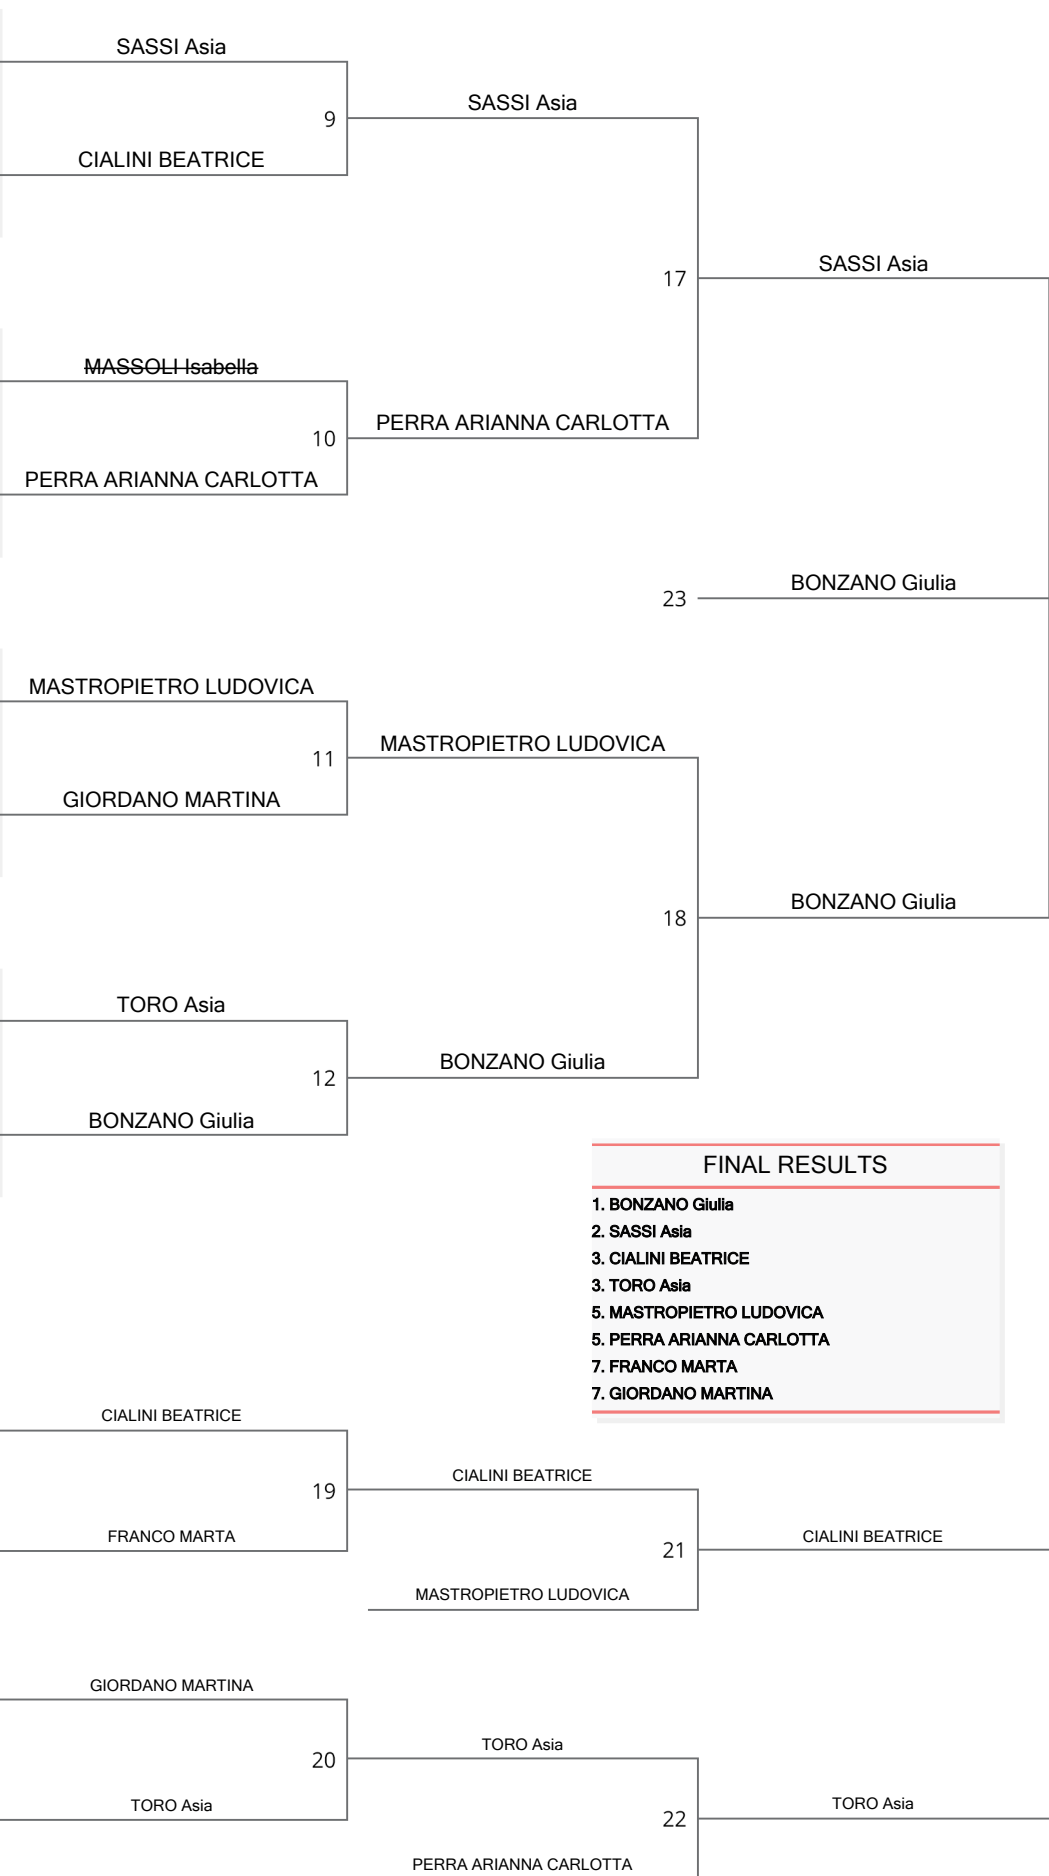 SASSI Asia
9
SASSI Asia
CIALINI BEATRICE
17
SASSI Asia
MASSOLI Isabella
10
PERRA ARIANNA CARLOTTA
PERRA ARIANNA CARLOTTA
23
BONZANO Giulia
MASTROPIETRO LUDOVICA
11
MASTROPIETRO LUDOVICA
GIORDANO MARTINA
18
BONZANO Giulia
TORO Asia
12
BONZANO Giulia
BONZANO Giulia
FINAL RESULTS
1. BONZANO Giulia
2. SASSI Asia
3. CIALINI BEATRICE
3. TORO Asia
5. MASTROPIETRO LUDOVICA
5. PERRA ARIANNA CARLOTTA
7. FRANCO MARTA
7. GIORDANO MARTINA
CIALINI BEATRICE
19
CIALINI BEATRICE
FRANCO MARTA
21
CIALINI BEATRICE
MASTROPIETRO LUDOVICA
GIORDANO MARTINA
20
TORO Asia
TORO Asia
22
TORO Asia
PERRA ARIANNA CARLOTTA